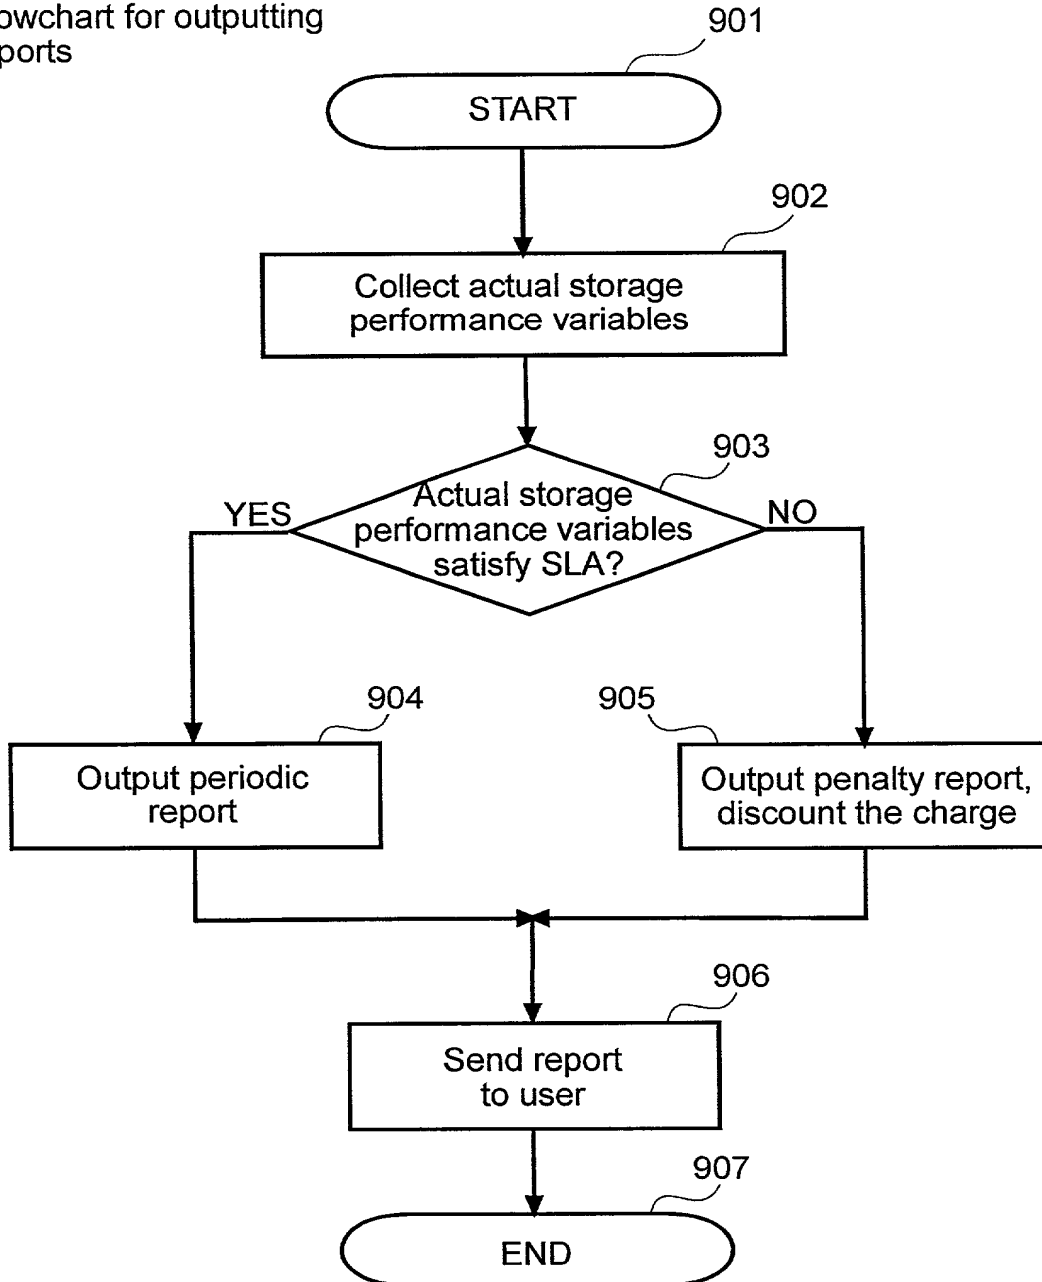 owchart for outputting
ports
901
START
902
Collect actual storage
performance variables
903
Actual storage
performance variables
satisfy SLA?
YES
NO
904
905
Output periodic
report
Output penalty report,
discount the charge
906
Send report
to user
907
END